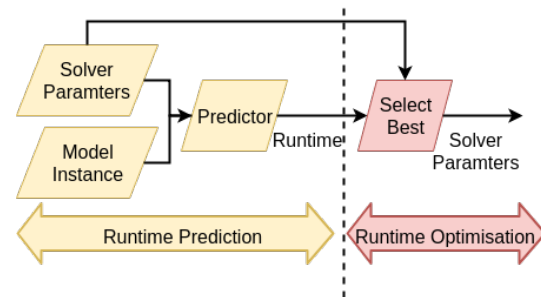 Solver
Paramters
Model
Instance
Predictor
Runtime
Select
Best
Solver
Paramters
Runtime Prediction
Runtime Optimisation